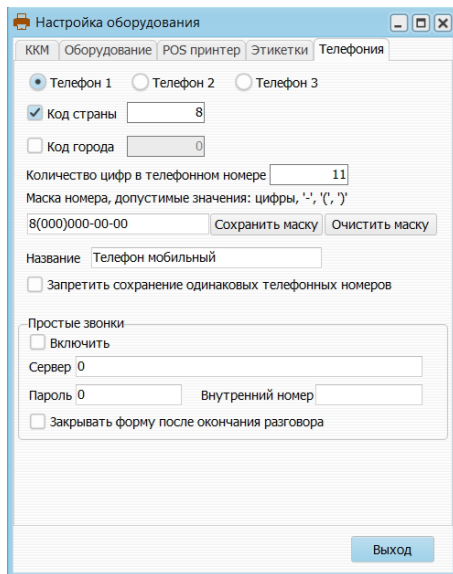 Настройка оборудования
ККМ Оборудование POS принтер Этикетки Телефония
Телефон 1 Телефон 2 Телефон 3
Код страны 8
Код города 0
Количество цифр в телефонном номере 11
Маска номера, допустимые значения: цифры, '-', '(', ')'
8(000)000-00-00 Сохранить маску Очистить маску
Название Телефон мобильный
Запретить сохранение одинаковых телефонных номеров
Простые звонки
Включить
Сервер 0
Пароль 0 Внутренний номер
Закрывать форму после окончания разговора
Выход